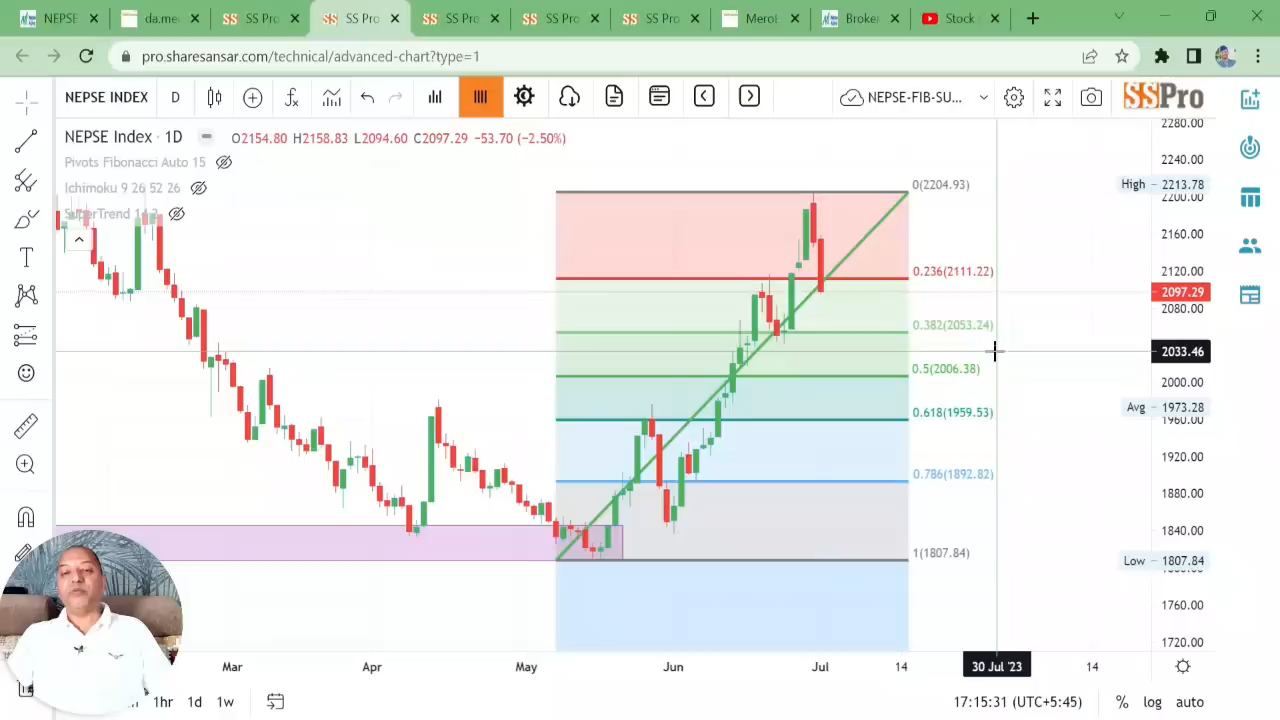 NEPSE
da.me
SS Pro
SS Pro
SS Pro
SS Pro
SS Pro
Merol
Broker
Stock
pro.sharesansar.com/technical/advanced-chart?type=1
NEPSE INDEX
D
NEPSE-FIB-SU...
SSPro
NEPSE Index · 1D
O2154.80 H2158.83 L2094.60 C2097.29 −53.70 (−2.50%)
Pivots Fibonacci Auto 15
Ichimoku 9 26 52 26
SuperTrend 14 2
0(2204.93)
0.236(2111.22)
0.382(2053.24)
0.5(2006.38)
0.618(1959.53)
0.786(1892.82)
1(1807.84)
2280.00
2240.00
High
2213.78
2200.00
2160.00
2120.00
2097.29
2080.00
2033.46
2000.00
Avg
1973.28
1960.00
1920.00
1880.00
1840.00
Low
1807.84
1760.00
1720.00
Mar
Apr
May
Jun
Jul
14
30 Jul '23
14
1hr
1d
1w
17:15:31 (UTC+5:45)
%
log
auto